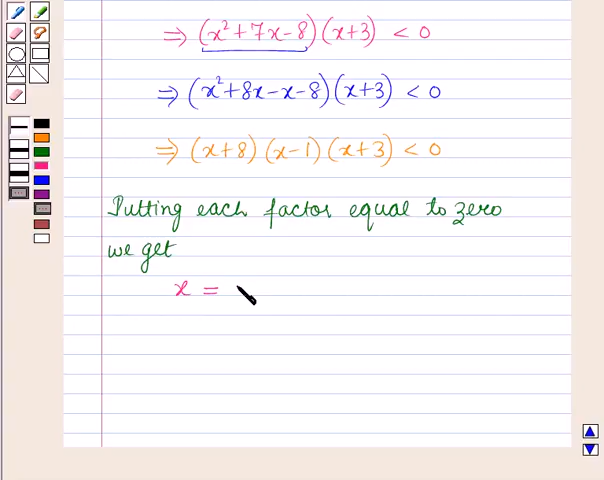 ⇒ (x² + 7x - 8)(x+3) < 0
⇒ (x² + 8x - x - 8)(x+3) < 0
⇒ (x+8) (x-1) (x+3) < 0
Putting each factor equal to zero
we get
x =